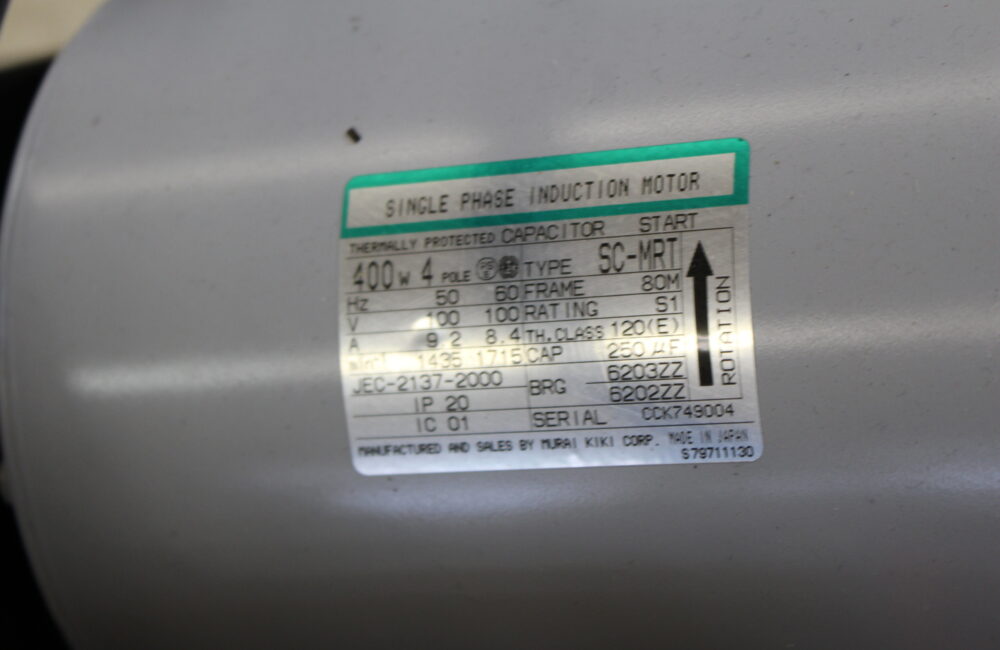 SINGLE PHASE INDUCTION MOTOR
THERMALLY PROTECTED CAPACITOR START
400W 4 POLE TYPE SC-MRT
Hz 50 60 FRAME 80M
V 100 100 RATING S1
A 9.2 8.4 TH.CLASS 120(E)
1435 1715 CAP 250μF
JEC-2137-2000 BRG 6203ZZ
6202ZZ
IP 20
IC 01 SERIAL CCK749004
ROTATION
MANUFACTURED AND SALES BY MURAI KIKI CORP. MADE IN JAPAN
S79711130